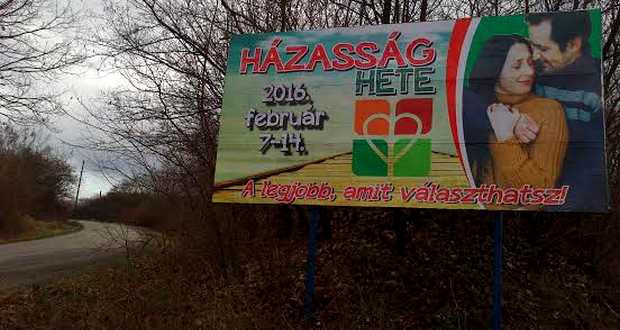 HÁZASSÁG
HETE
2016.
február
7-14.
A legjobb, amit választhatsz!